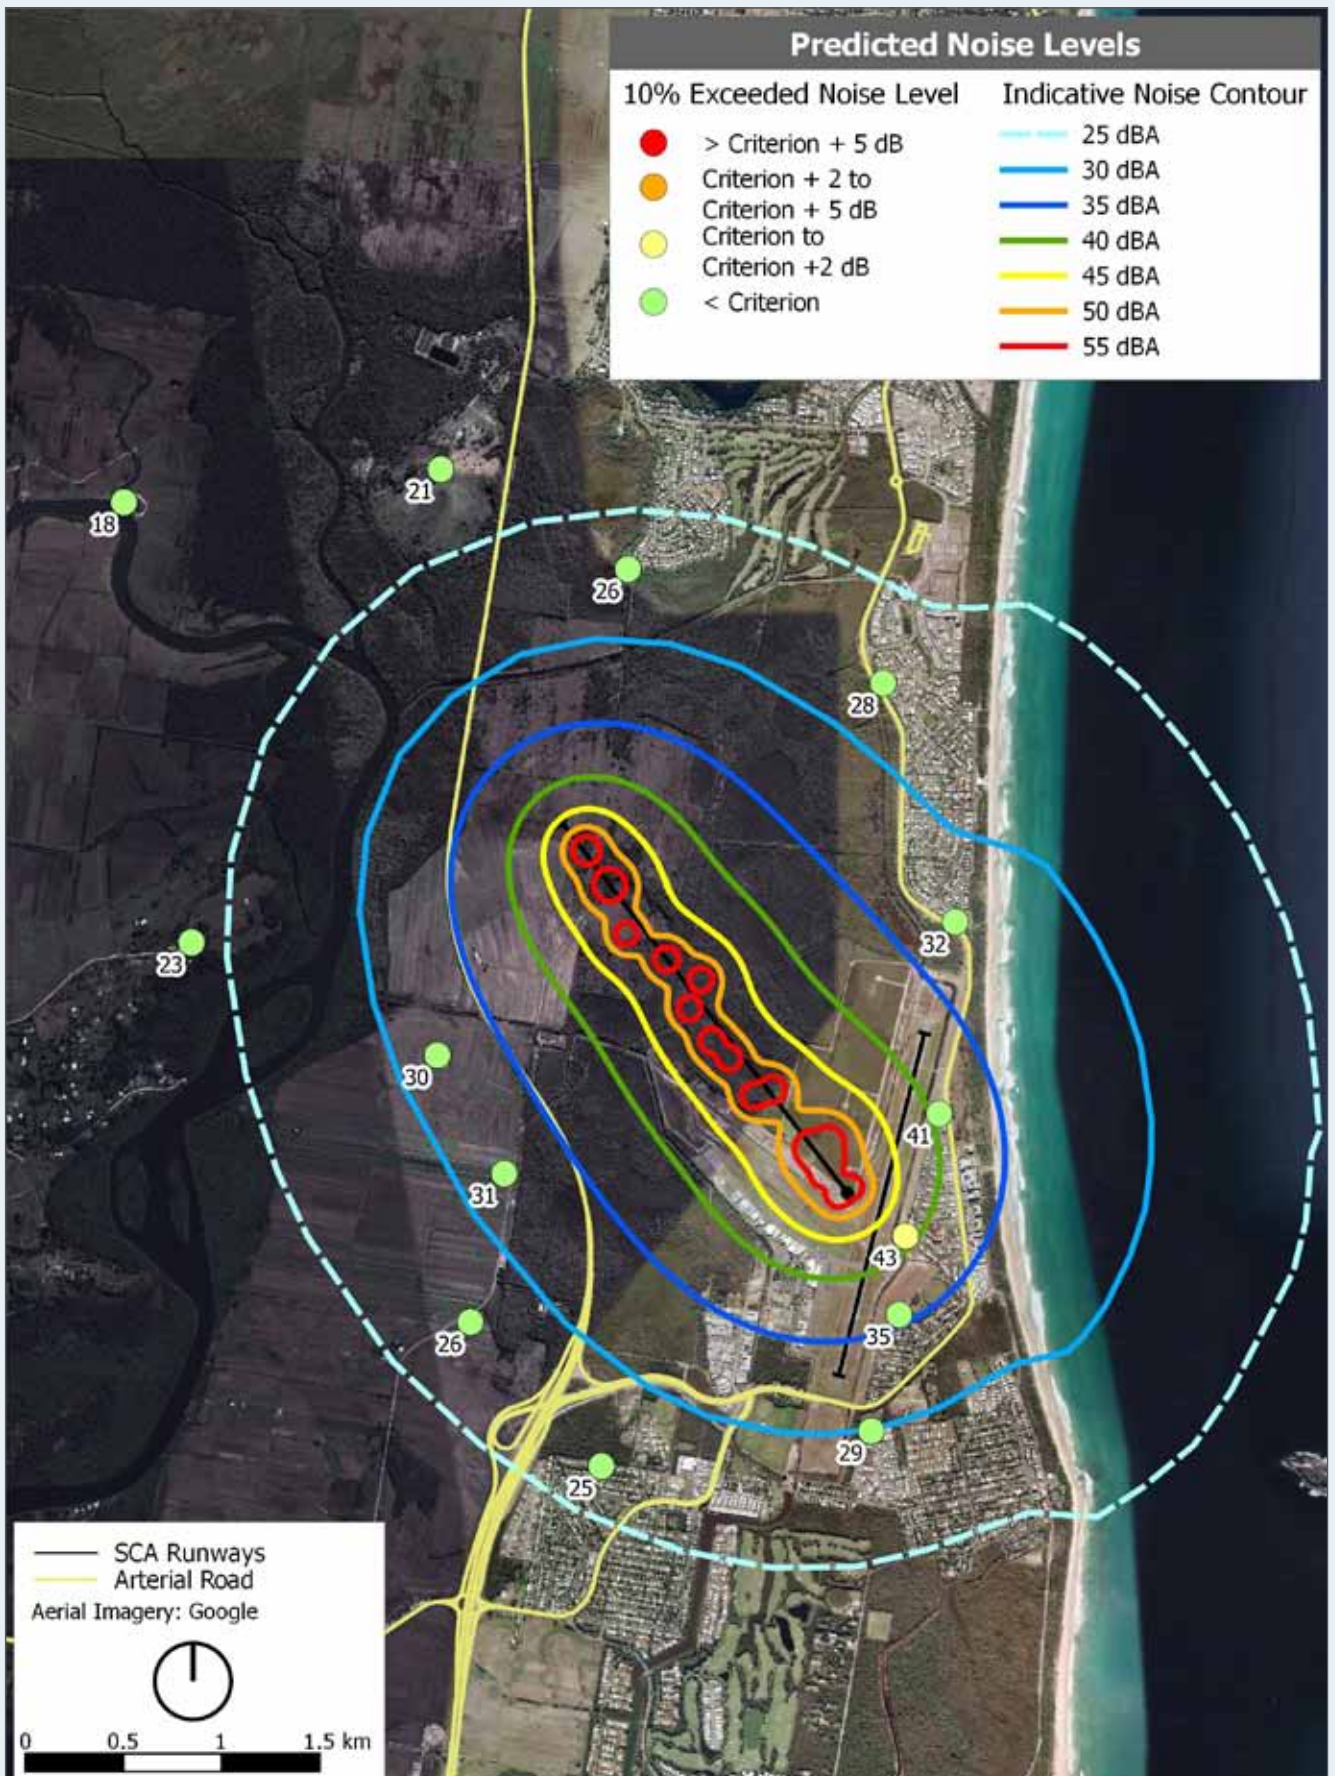 Predicted Noise Levels
10% Exceeded Noise Level
> Criterion + 5 dB
Criterion + 2 to
Criterion + 5 dB
Criterion to
Criterion +2 dB
< Criterion
Indicative Noise Contour
25 dBA
30 dBA
35 dBA
40 dBA
45 dBA
50 dBA
55 dBA
21
18
26
28
32
23
30
41
31
43
26
35
29
25
SCA Runways
Arterial Road
Aerial Imagery: Google
0 0.5 1 1.5 km